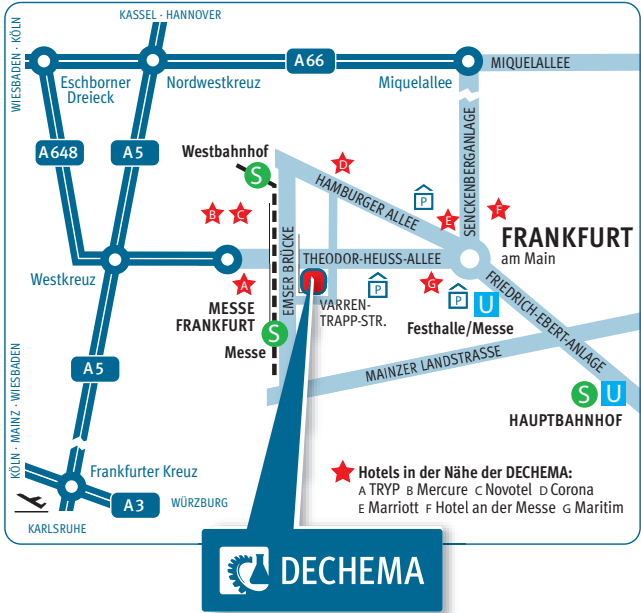 KASSEL · HANNOVER
WIESBADEN · KÖLN
A66
MIQUELALLEE
Eschborner
Dreieck
Nordwestkreuz
Miquelallee
A648
A5
Westbahnhof
S
D
HAMBURGER ALLEE
P
SENCKENBERGANLAGE
B
C
E
F
FRANKFURT
am Main
EMSER BRÜCKE
THEODOR-HEUSS-ALLEE
Westkreuz
A
P
G
P
U
MESSE
FRANKFURT
VARREN-
TRAPP-STR.
Festhalle/Messe
FRIEDRICH-EBERT-ANLAGE
S
Messe
MAINZER LANDSTRASSE
A5
S
U
HAUPTBAHNHOF
KÖLN · MAINZ · WIESBADEN
Frankfurter Kreuz
A3
WÜRZBURG
KARLSRUHE
Hotels in der Nähe der DECHEMA:
A TRYP B Mercure C Novotel D Corona
E Marriott F Hotel an der Messe G Maritim
DECHEMA